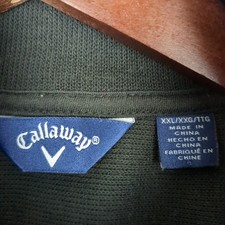 Callaway
XXL/XXG/TTG
MADE IN
CHINA
HECHO EN
CHINA
FABRIQUÉ EN
CHINE